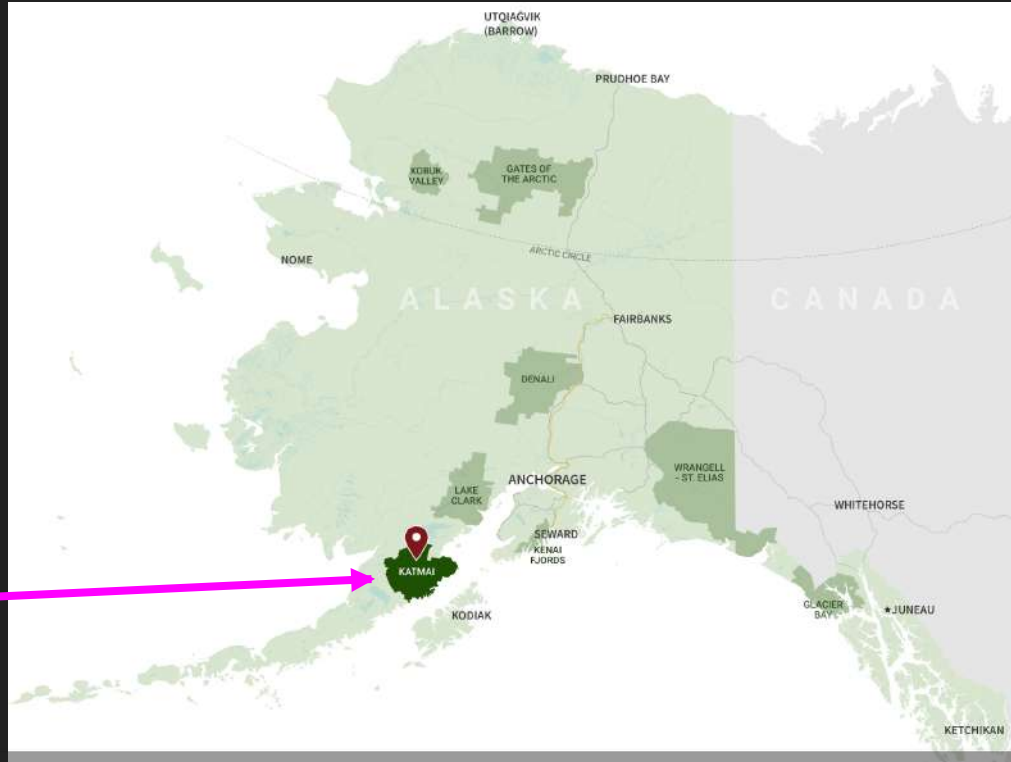 UTQIAĠVIK
(BARROW)
PRUDHOE BAY
KOBUK
VALLEY
GATES OF
THE ARCTIC
ARCTIC CIRCLE
NOME
ALASKA
CANADA
FAIRBANKS
DENALI
WRANGELL
- ST. ELIAS
ANCHORAGE
LAKE
CLARK
WHITEHORSE
SEWARD
KENAI
FJORDS
KATMAI
GLACIER
BAY
★JUNEAU
KODIAK
KETCHIKAN